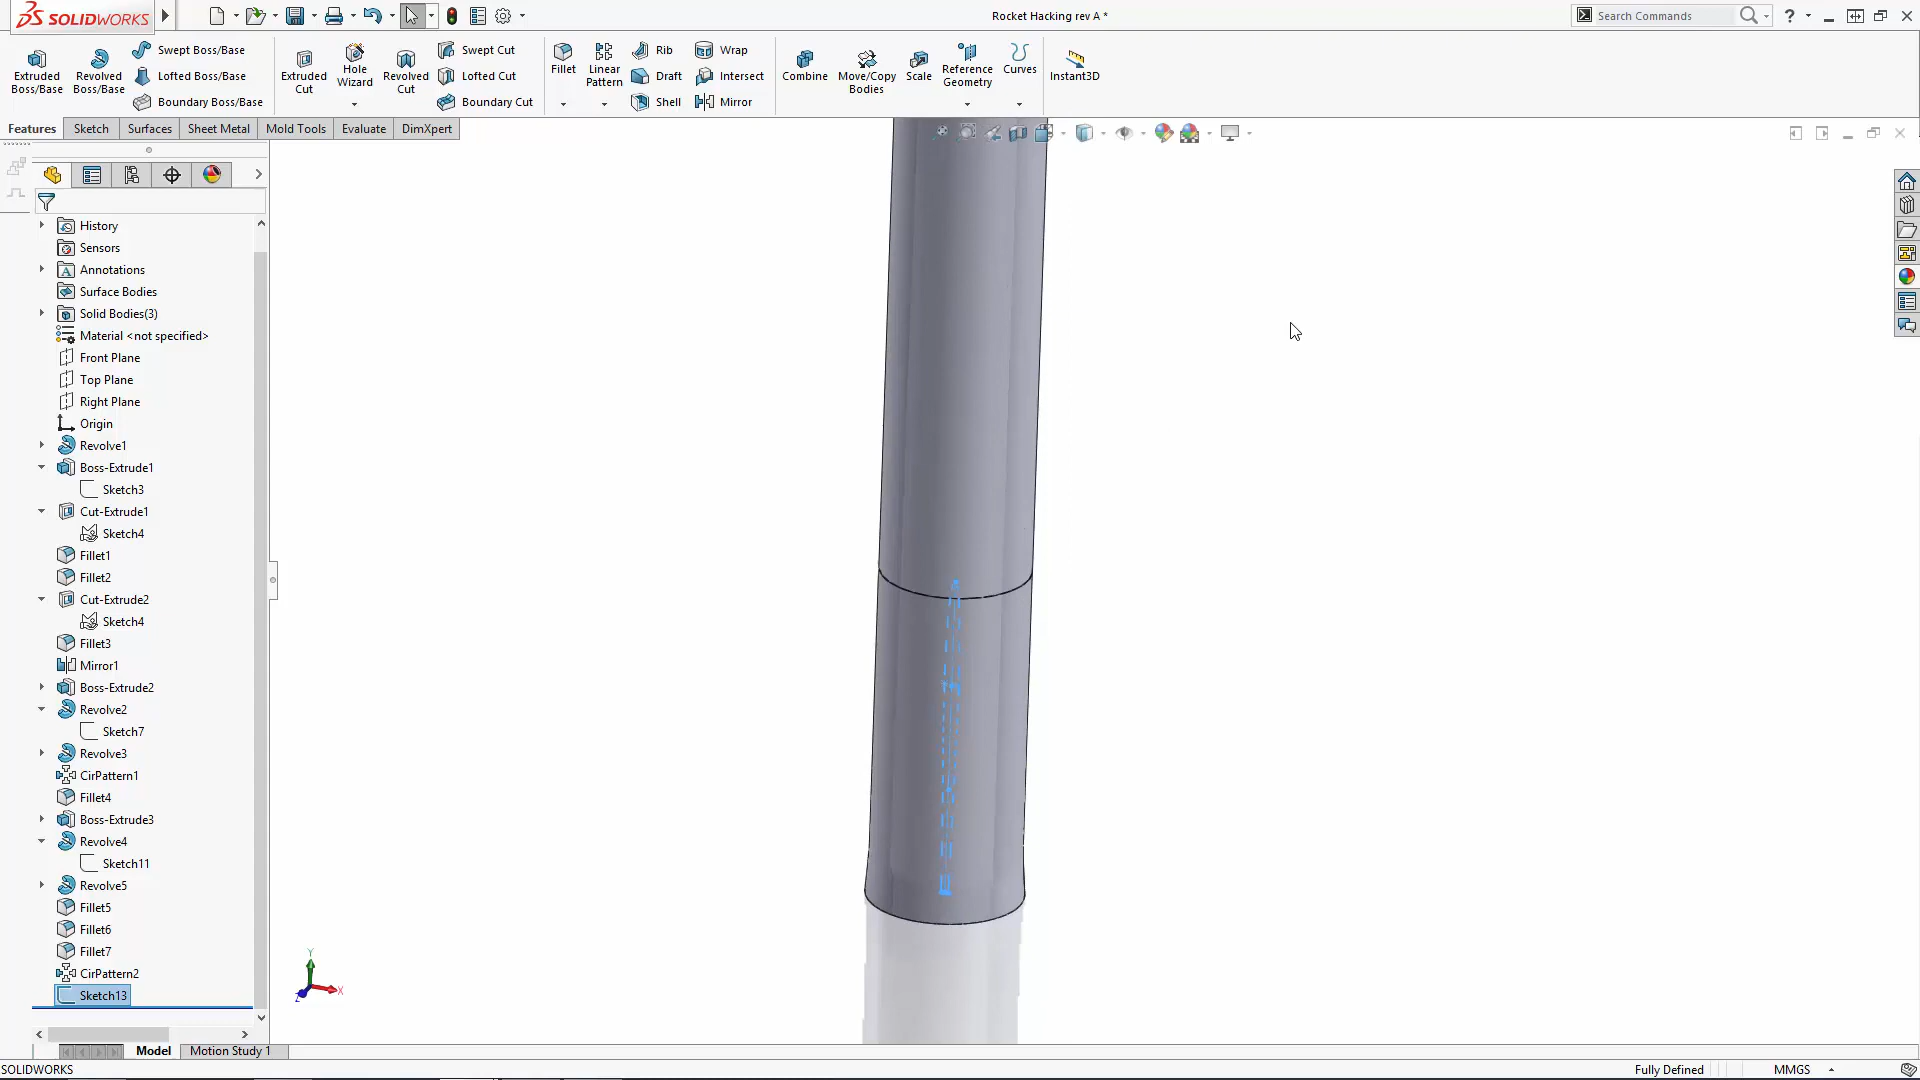 SOLIDWORKS
Rocket Hacking rev A *
Search Commands
?
Extruded Boss/Base
Revolved Boss/Base
Swept Boss/Base
Lofted Boss/Base
Boundary Boss/Base
Extruded Cut
Hole Wizard
Revolved Cut
Swept Cut
Lofted Cut
Boundary Cut
Fillet
Linear Pattern
Rib
Draft
Shell
Wrap
Intersect
Mirror
Combine
Move/Copy Bodies
Scale
Reference Geometry
Curves
Instant3D
Features
Sketch
Surfaces
Sheet Metal
Mold Tools
Evaluate
DimXpert
History
Sensors
Annotations
Surface Bodies
Solid Bodies(3)
Material <not specified>
Front Plane
Top Plane
Right Plane
Origin
Revolve1
Boss-Extrude1
Sketch3
Cut-Extrude1
Sketch4
Fillet1
Fillet2
Cut-Extrude2
Sketch4
Fillet3
Mirror1
Boss-Extrude2
Revolve2
Sketch7
Revolve3
CirPattern1
Fillet4
Boss-Extrude3
Revolve4
Sketch11
Revolve5
Fillet5
Fillet6
Fillet7
CirPattern2
Sketch13
Y
X
Z
Model
Motion Study 1
SOLIDWORKS
Fully Defined
MMGS